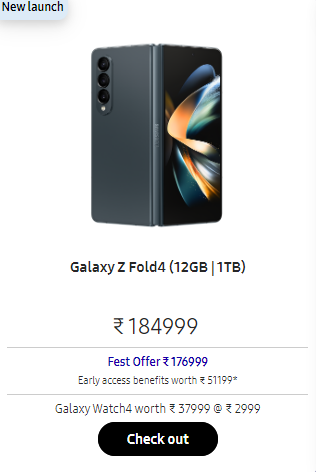 New launch
Galaxy Z Fold4 (12GB | 1TB)
₹ 184999
Fest Offer ₹ 176999
Early access benefits worth ₹ 51199*
Galaxy Watch4 worth ₹ 37999 @ ₹ 2999
Check out